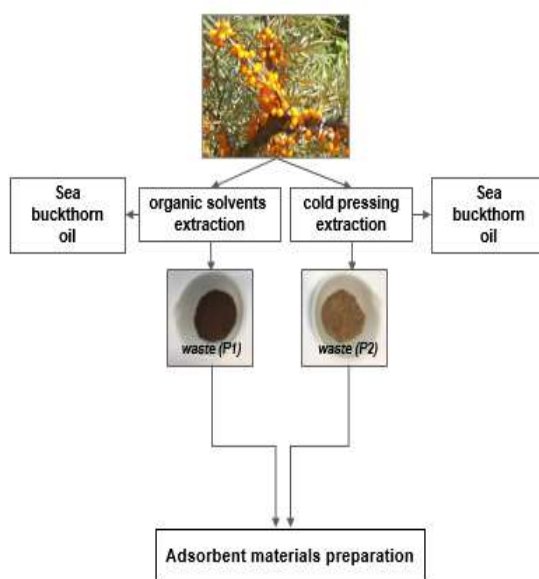 Sea
buckthorn
oil
organic solvents
extraction
cold pressing
extraction
Sea
buckthorn
oil
waste (P1)
waste (P2)
Adsorbent materials preparation